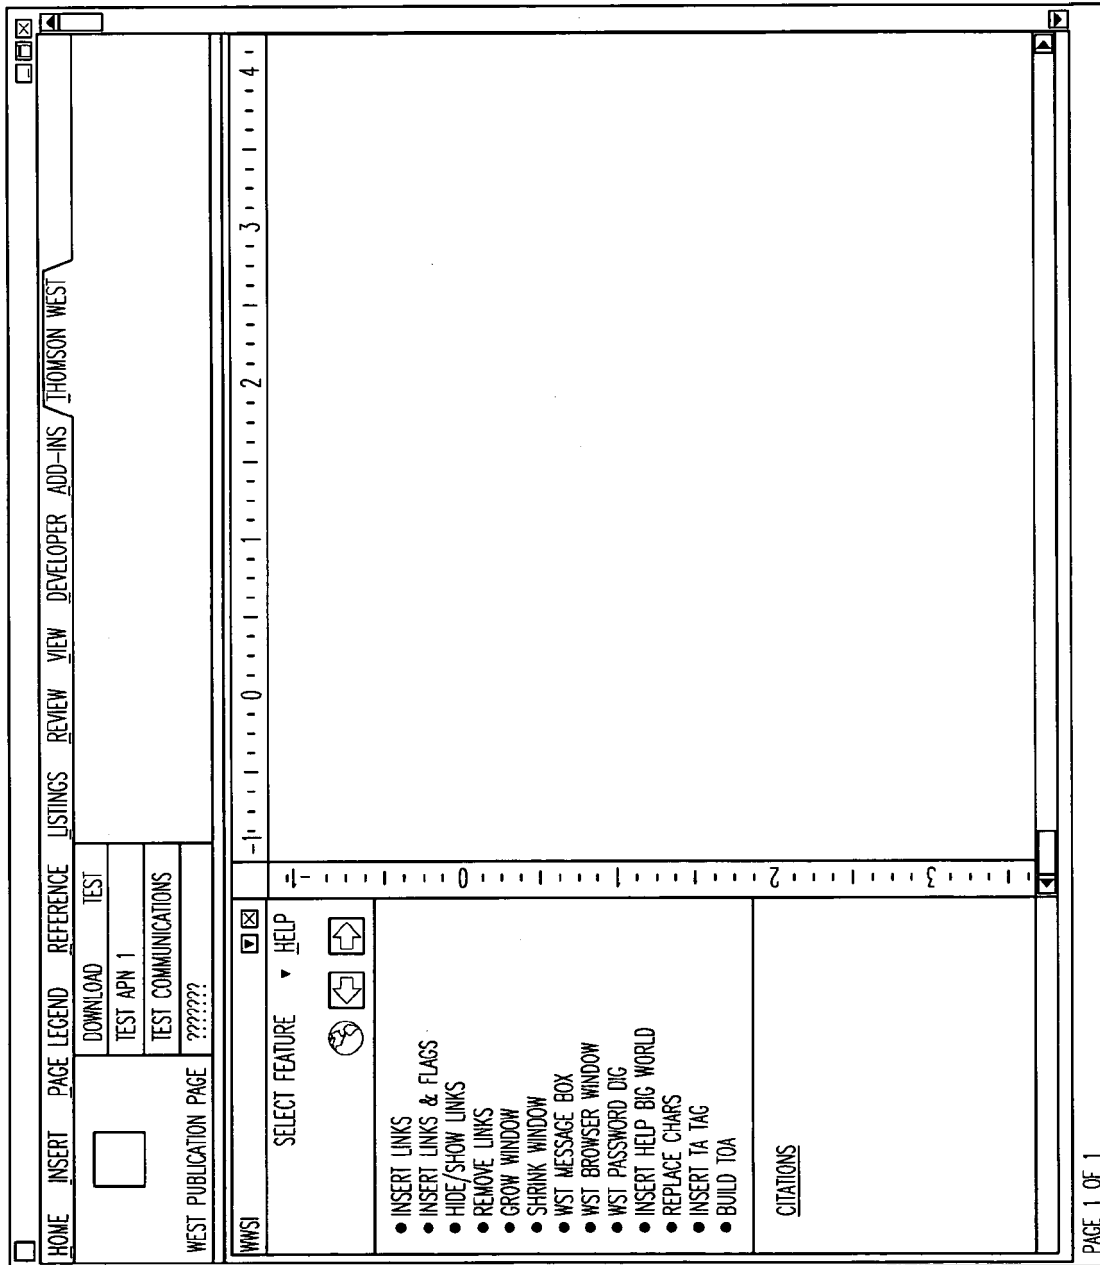 HOME INSERT PAGE LEGEND REFERENCE LISTINGS REVIEW VIEW DEVELOPER ADD-INS THOMSON WEST
DOWNLOAD TEST
TEST APN 1
TEST COMMUNICATIONS
WEST PUBLICATION PAGE
???????
WWSI
-1 0 1 2 3 4
SELECT FEATURE HELP
-1 0 1 2 3
INSERT LINKS
INSERT LINKS & FLAGS
HIDE/SHOW LINKS
REMOVE LINKS
GROW WINDOW
SHRINK WINDOW
WST MESSAGE BOX
WST BROWSER WINDOW
WST PASSWORD DIG
INSERT HELP BIG WORLD
REPLACE CHARS
INSERT TA TAG
BUILD TOA
CITATIONS
PAGE 1 OF 1